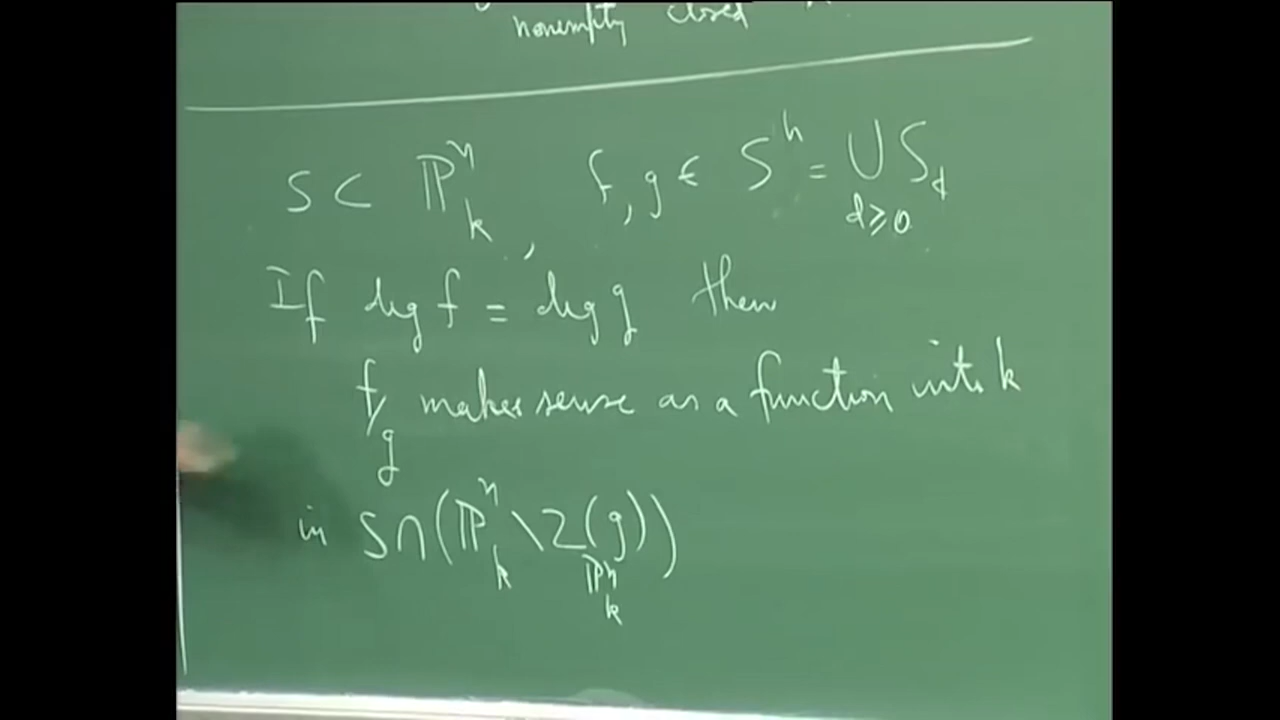 nonempty closed
S ⊂ ℙⁿₖ, f, g ∈ Sʰ = ⋃_{d≥0} S_d
If deg f = deg g then
f/g makes sense as a function into k
in S∩(ℙⁿₖ \ Z_{ℙⁿₖ}(g))